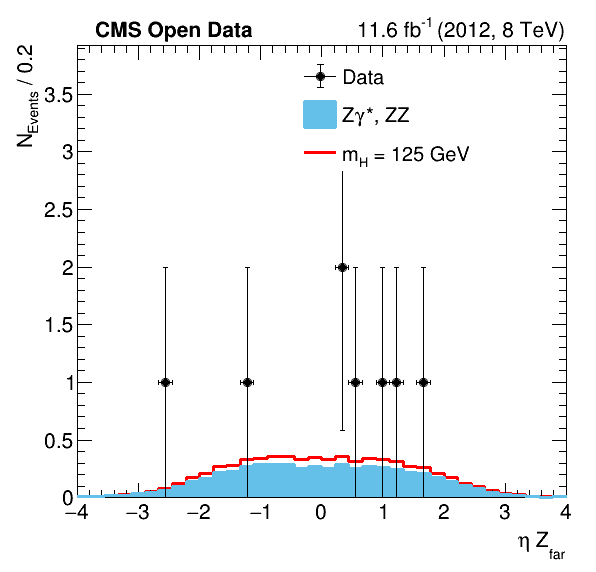 CMS Open Data 11.6 fb-1 (2012, 8 TeV)
NEvents / 0.2
Data
Zγ*, ZZ
mH = 125 GeV
3.5
3
2.5
2
1.5
1
0.5
0
−4 −3 −2 −1 0 1 2 3 4
η Zfar